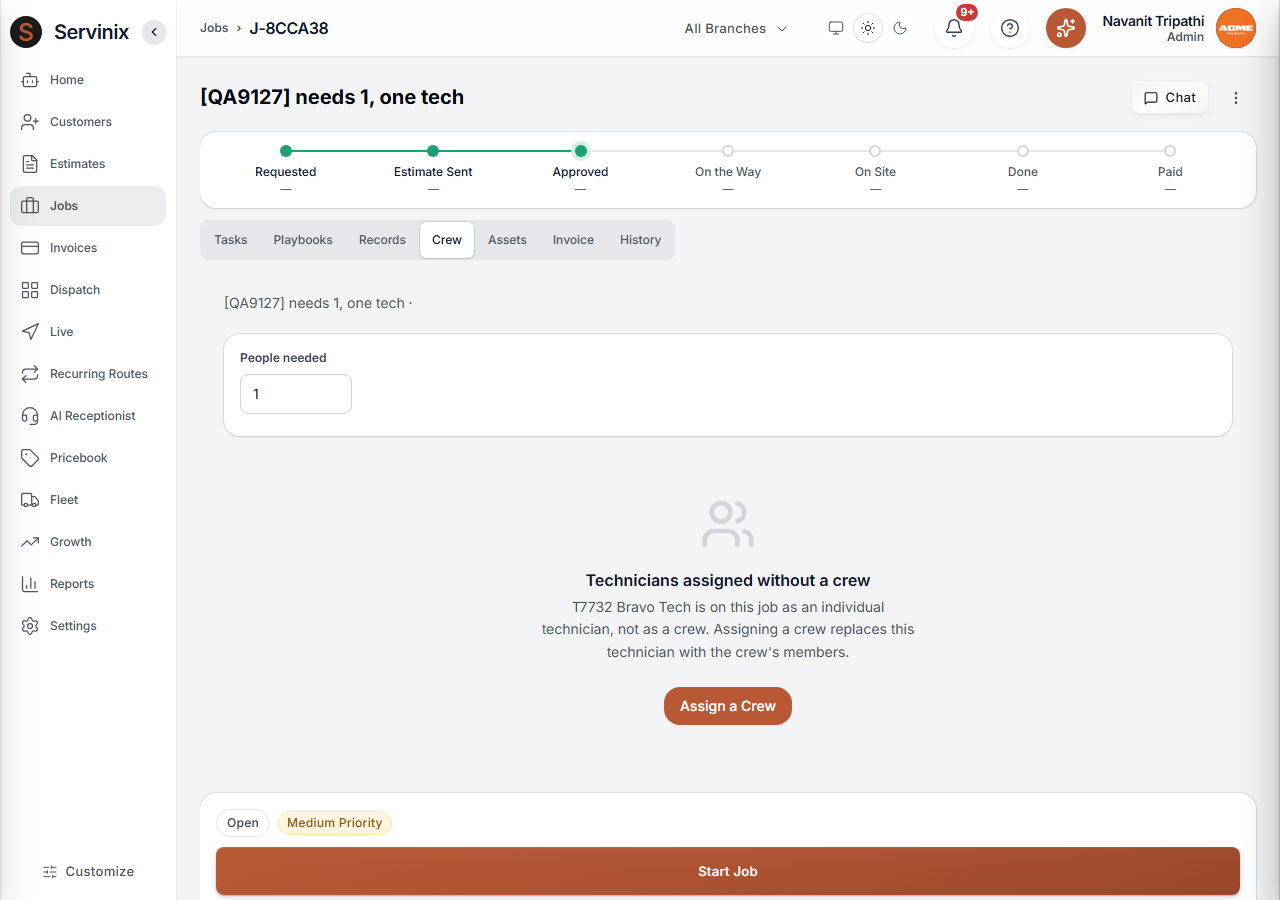 S Servinix
Jobs › J-8CCA38
All Branches
9+
Navanit Tripathi
Admin
ACME
Home
Customers
Estimates
Jobs
Invoices
Dispatch
Live
Recurring Routes
AI Receptionist
Pricebook
Fleet
Growth
Reports
Settings
Customize
[QA9127] needs 1, one tech
Chat
Requested
Estimate Sent
Approved
On the Way
On Site
Done
Paid
— — — — — — —
Tasks Playbooks Records Crew Assets Invoice History
[QA9127] needs 1, one tech ·
People needed
1
Technicians assigned without a crew
T7732 Bravo Tech is on this job as an individual
technician, not as a crew. Assigning a crew replaces this
technician with the crew's members.
Assign a Crew
Open Medium Priority
Start Job